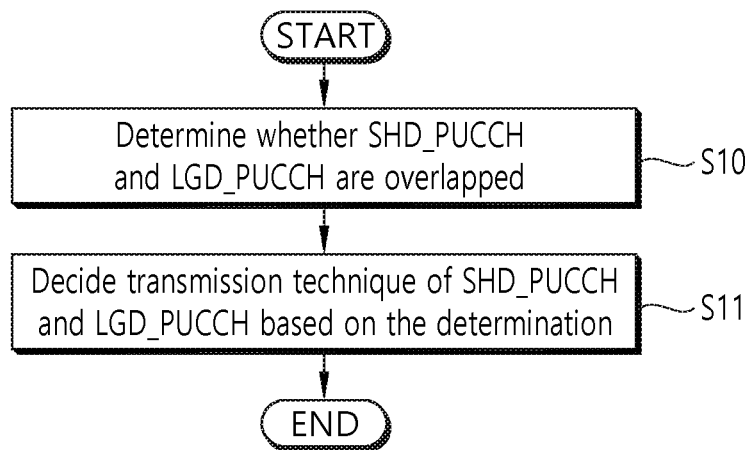 START
Determine whether SHD_PUCCH
and LGD_PUCCH are overlapped
S10
Decide transmission technique of SHD_PUCCH
and LGD_PUCCH based on the determination
S11
END